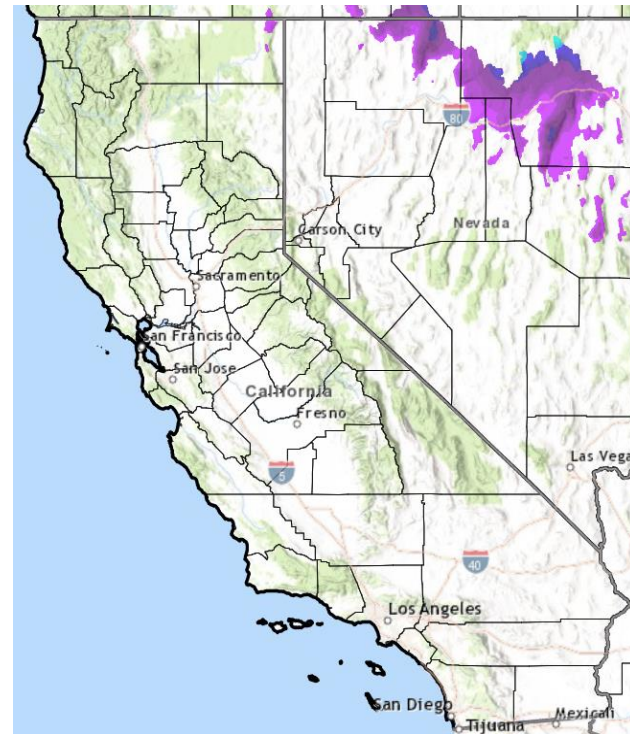 80
Nevada
Carson City
Sacramento
San Francisco
San Jose
California
Fresno
5
Las Vega
40
Los Angeles
San Diego
Tijuana
Mexicali